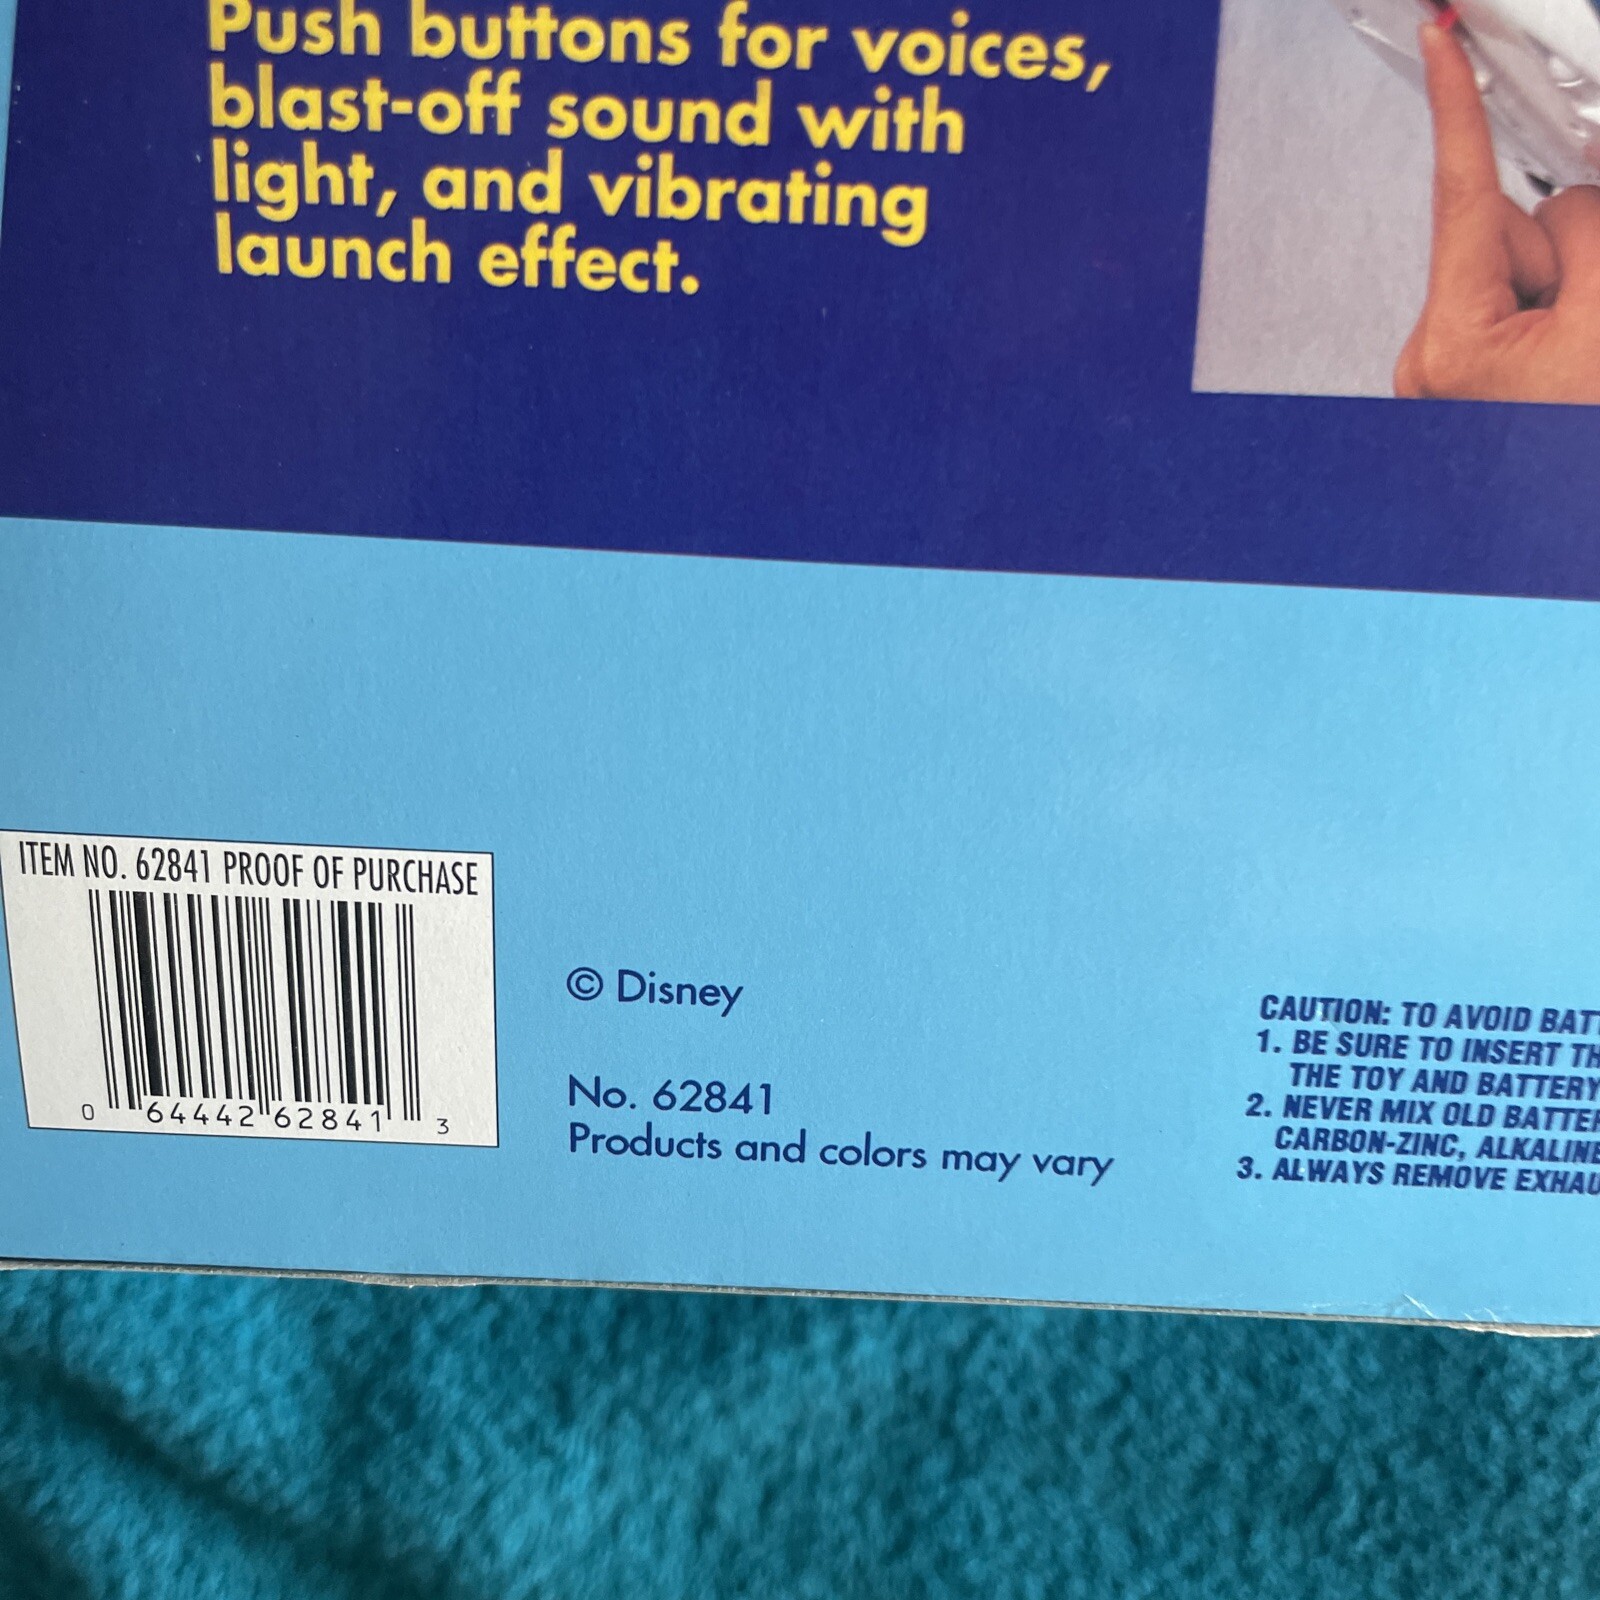 Push buttons for voices,
blast-off sound with
light, and vibrating
launch effect.
ITEM NO. 62841 PROOF OF PURCHASE
0 64442 62841 3
© Disney
No. 62841
Products and colors may vary
CAUTION: TO AVOID
1. BE SURE TO INSERT
THE TOY AND BATTERY
2. NEVER MIX OLD
CARBON-ZINC, ALKALINE
3. ALWAYS REMOVE